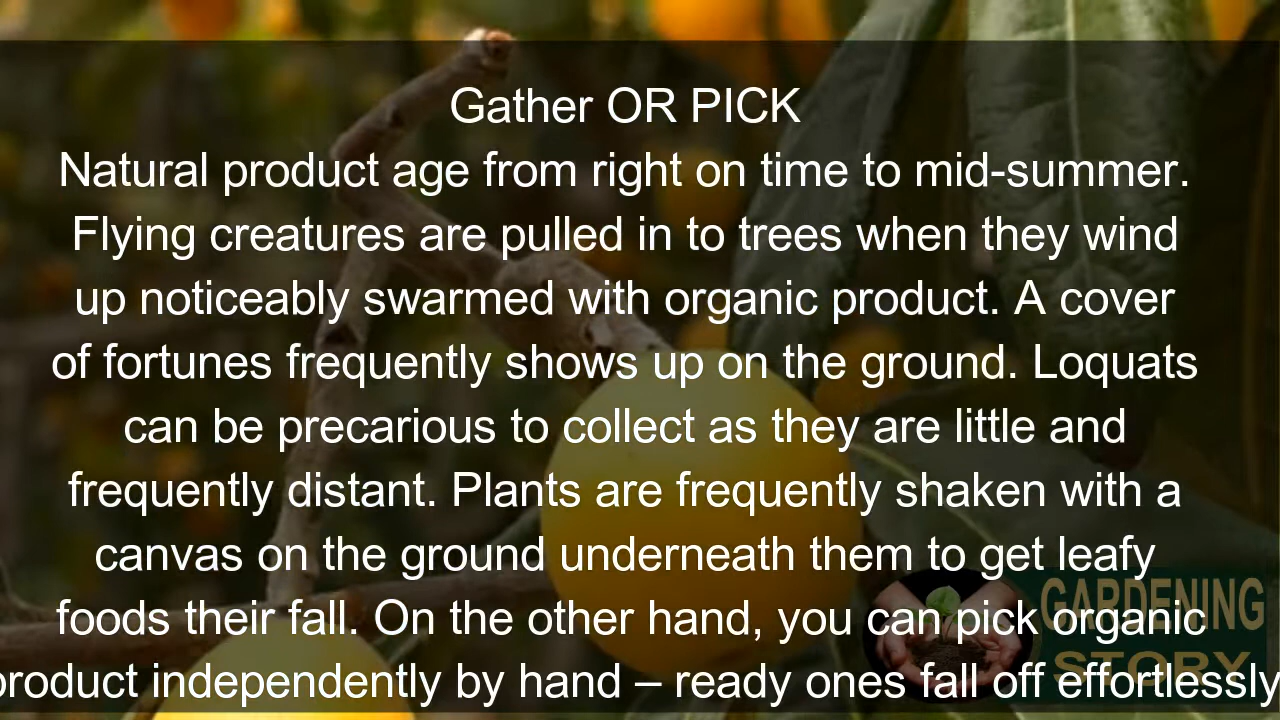 Gather OR PICK
Natural product age from right on time to mid-summer.
Flying creatures are pulled in to trees when they wind
up noticeably swarmed with organic product. A cover
of fortunes frequently shows up on the ground. Loquats
can be precarious to collect as they are little and
frequently distant. Plants are frequently shaken with a
canvas on the ground underneath them to get leafy
foods their fall. On the other hand, you can pick organic
product independently by hand – ready ones fall off effortlessly
GARDENING
STORY